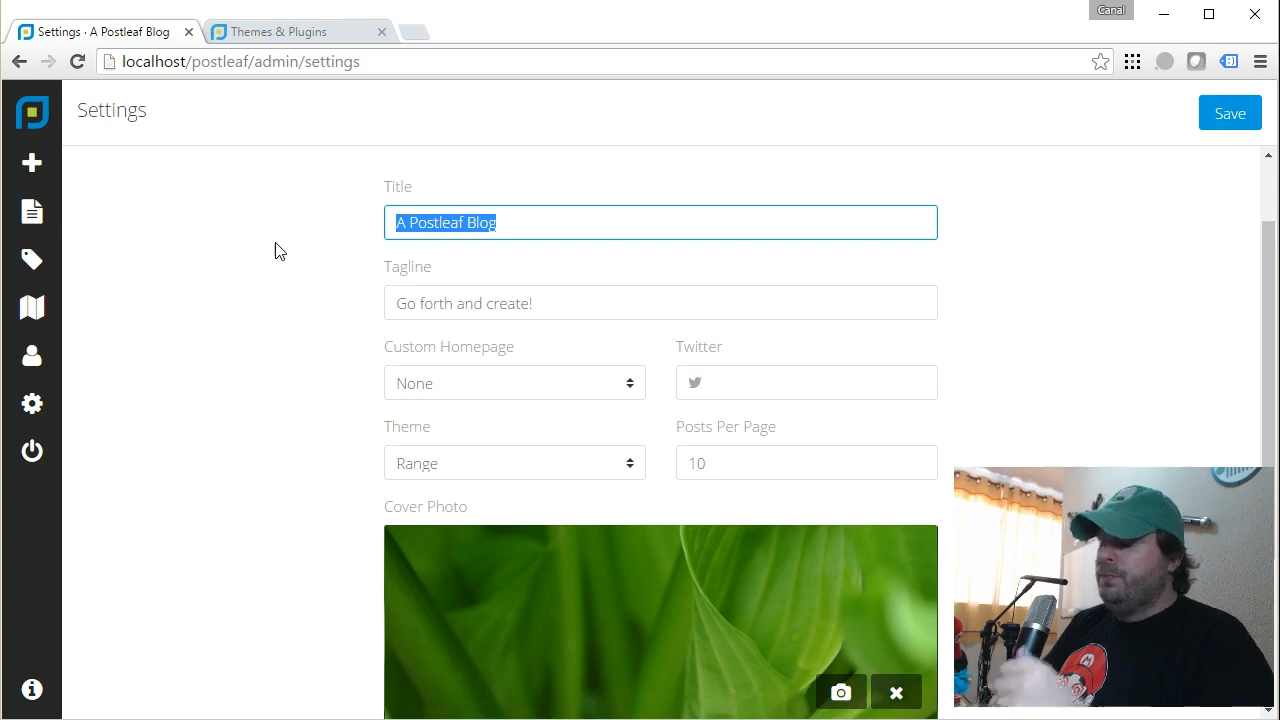 Canal
Settings · A Postleaf Blog
Themes & Plugins
localhost/postleaf/admin/settings
Settings
Save
Title
A Postleaf Blog
Tagline
Go forth and create!
Custom Homepage
Twitter
None
Theme
Posts Per Page
Range
10
Cover Photo
M